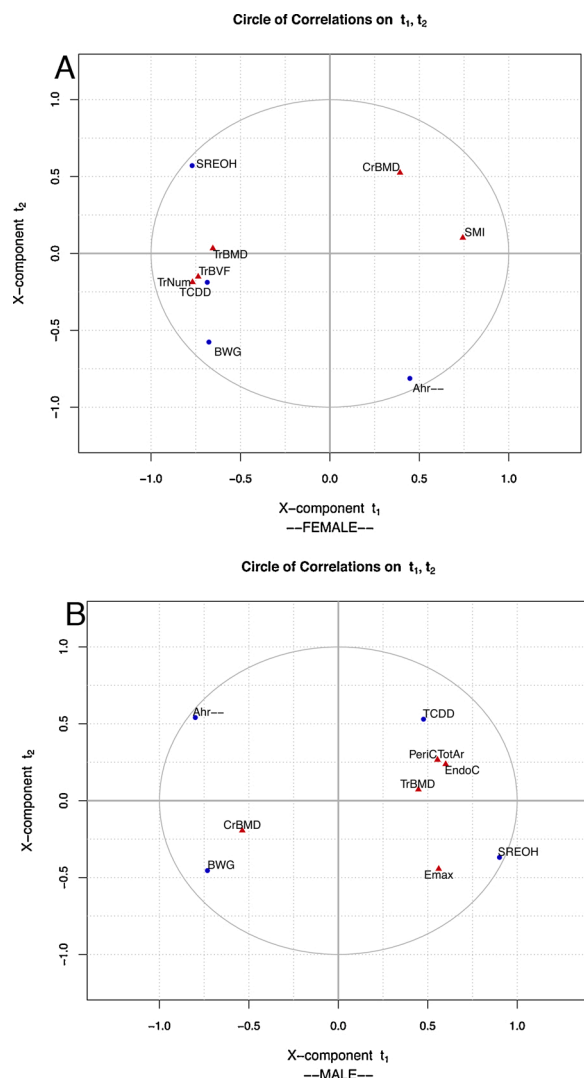 Circle of Correlations on t₁, t₂
A
1.0
SREOH
CrBMD
0.5
SMI
X−component t₂
0.0
TrBMD
TrBVF
TrNum
TCDD
−0.5
BWG
Ahr−−
−1.0
−1.0 −0.5 0.0 0.5 1.0
X−component t₁
−−FEMALE−−
Circle of Correlations on t₁, t₂
B
1.0
Ahr−−
TCDD
0.5
PeriCTotAr
EndoC
TrBMD
X−component t₂
0.0
CrBMD
SREOH
BWG
Emax
−0.5
−1.0
−1.0 −0.5 0.0 0.5 1.0
X−component t₁
−−MALE−−